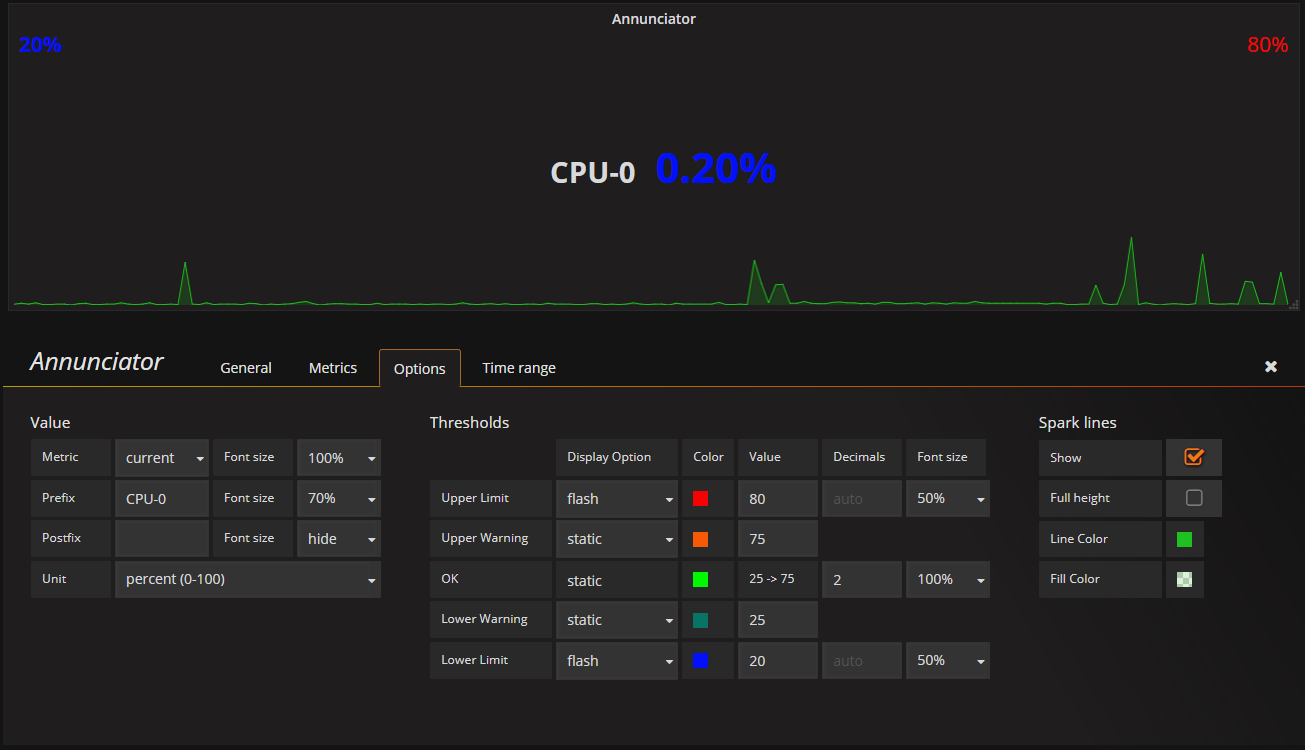 Annunciator
20% 80%
CPU-0 0.20%
Annunciator General Metrics Options Time range
Value Thresholds Spark lines
Metric current Font size 100% Display Option Color Value Decimals Font size Show
Prefix CPU-0 Font size 70% Upper Limit flash 80 auto 50% Full height
Postfix Font size hide Upper Warning static 75 Line Color
Unit percent (0-100) OK static 25 -> 75 2 100% Fill Color
Lower Warning static 25
Lower Limit flash 20 auto 50%